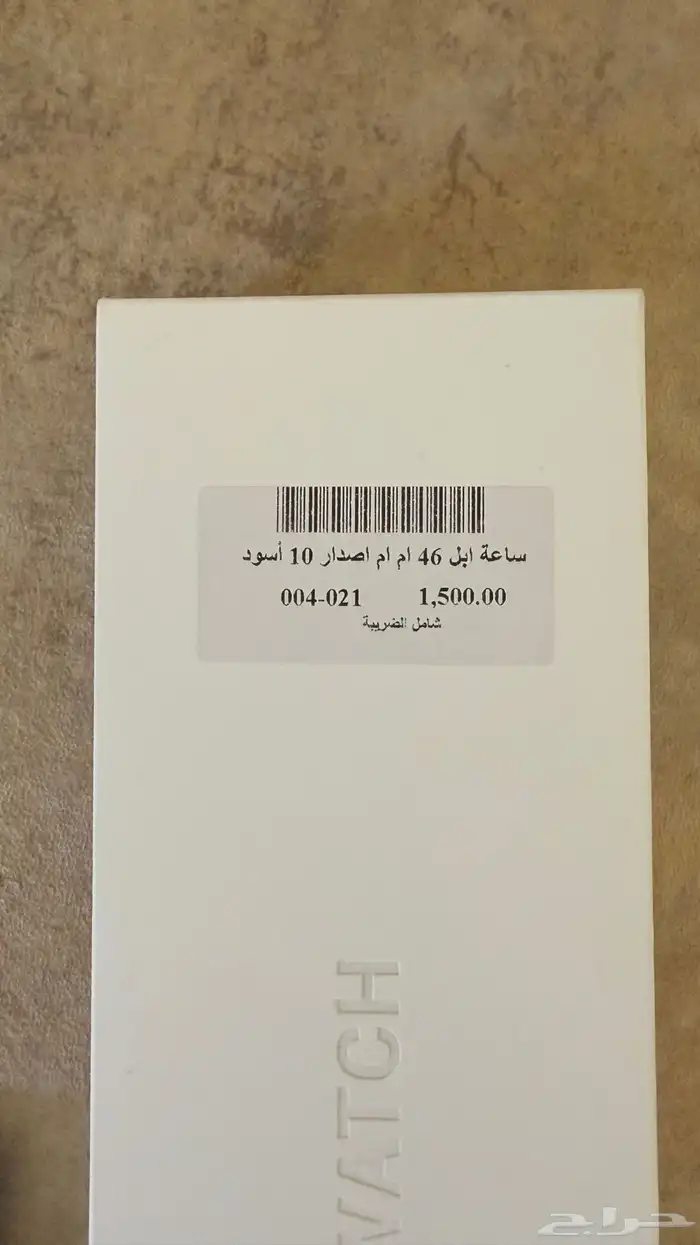 ساعة ابل 46 ام ام اصدار 10 أسود
004-021 1,500.00
شامل الضريبة
WATCH
حراج